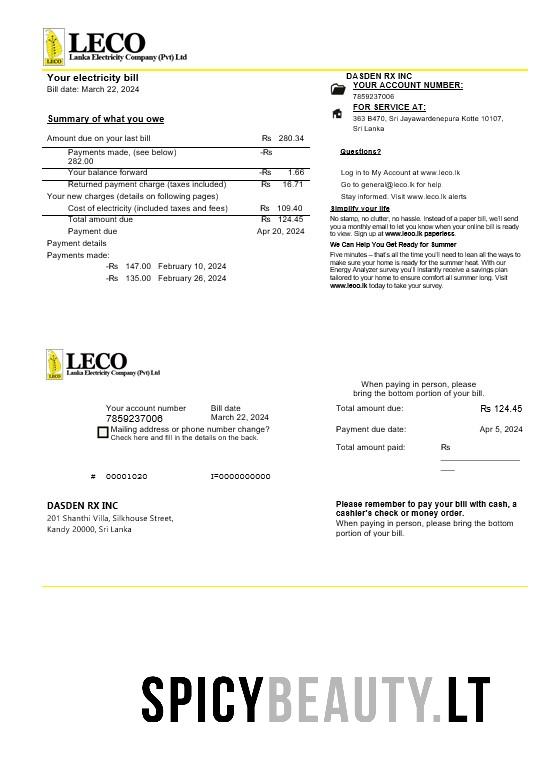 LECO
Lanka Electricity Company (Pvt) Ltd
Your electricity bill
Bill date: March 22, 2024
Summary of what you owe
Amount due on your last bill Rs 280.34
Payments made, (see below) -Rs
282.00
Your balance forward -Rs 1.66
Returned payment charge (taxes included) Rs 16.71
Your new charges (details on following pages)
Cost of electricity (included taxes and fees) Rs 109.40
Total amount due Rs 124.45
Payment due Apr 20, 2024
Payment details
Payments made:
-Rs 147.00 February 10, 2024
-Rs 135.00 February 26, 2024
DASDEN RX INC
YOUR ACCOUNT NUMBER:
7859237006
FOR SERVICE AT:
363 B470, Sri Jayawardenepura Kotte 10107,
Sri Lanka
Questions?
Log in to My Account at www.leco.lk
Go to general@leco.lk for help
Stay informed. Visit www.leco.lk alerts
Simplify your life
No stamp, no clutter, no hassle. Instead of a paper bill, we'll send
you a monthly email to let you know when your online bill is ready
to view. Sign up at www.leco.lk paperless.
We Can Help You Get Ready for Summer
Five minutes – that's all the time you'll need to lean all the ways to
make sure your home is ready for the summer heat. With our
Energy Analyzer survey you'll instantly receive a savings plan
tailored to your home to ensure comfort all summer long. Visit
www.leco.lk today to take your survey.
LECO
Lanka Electricity Company (Pvt) Ltd
Your account number Bill date
7859237006 March 22, 2024
Mailing address or phone number change?
Check here and fill in the details on the back.
# 00001020 I=0000000000
DASDEN RX INC
201 Shanthi Villa, Silkhouse Street,
Kandy 20000, Sri Lanka
When paying in person, please
bring the bottom portion of your bill.
Total amount due: Rs 124.45
Payment due date: Apr 5, 2024
Total amount paid: Rs
Please remember to pay your bill with cash, a
cashier's check or money order.
When paying in person, please bring the bottom
portion of your bill.
SPICYBEAUTY.LT